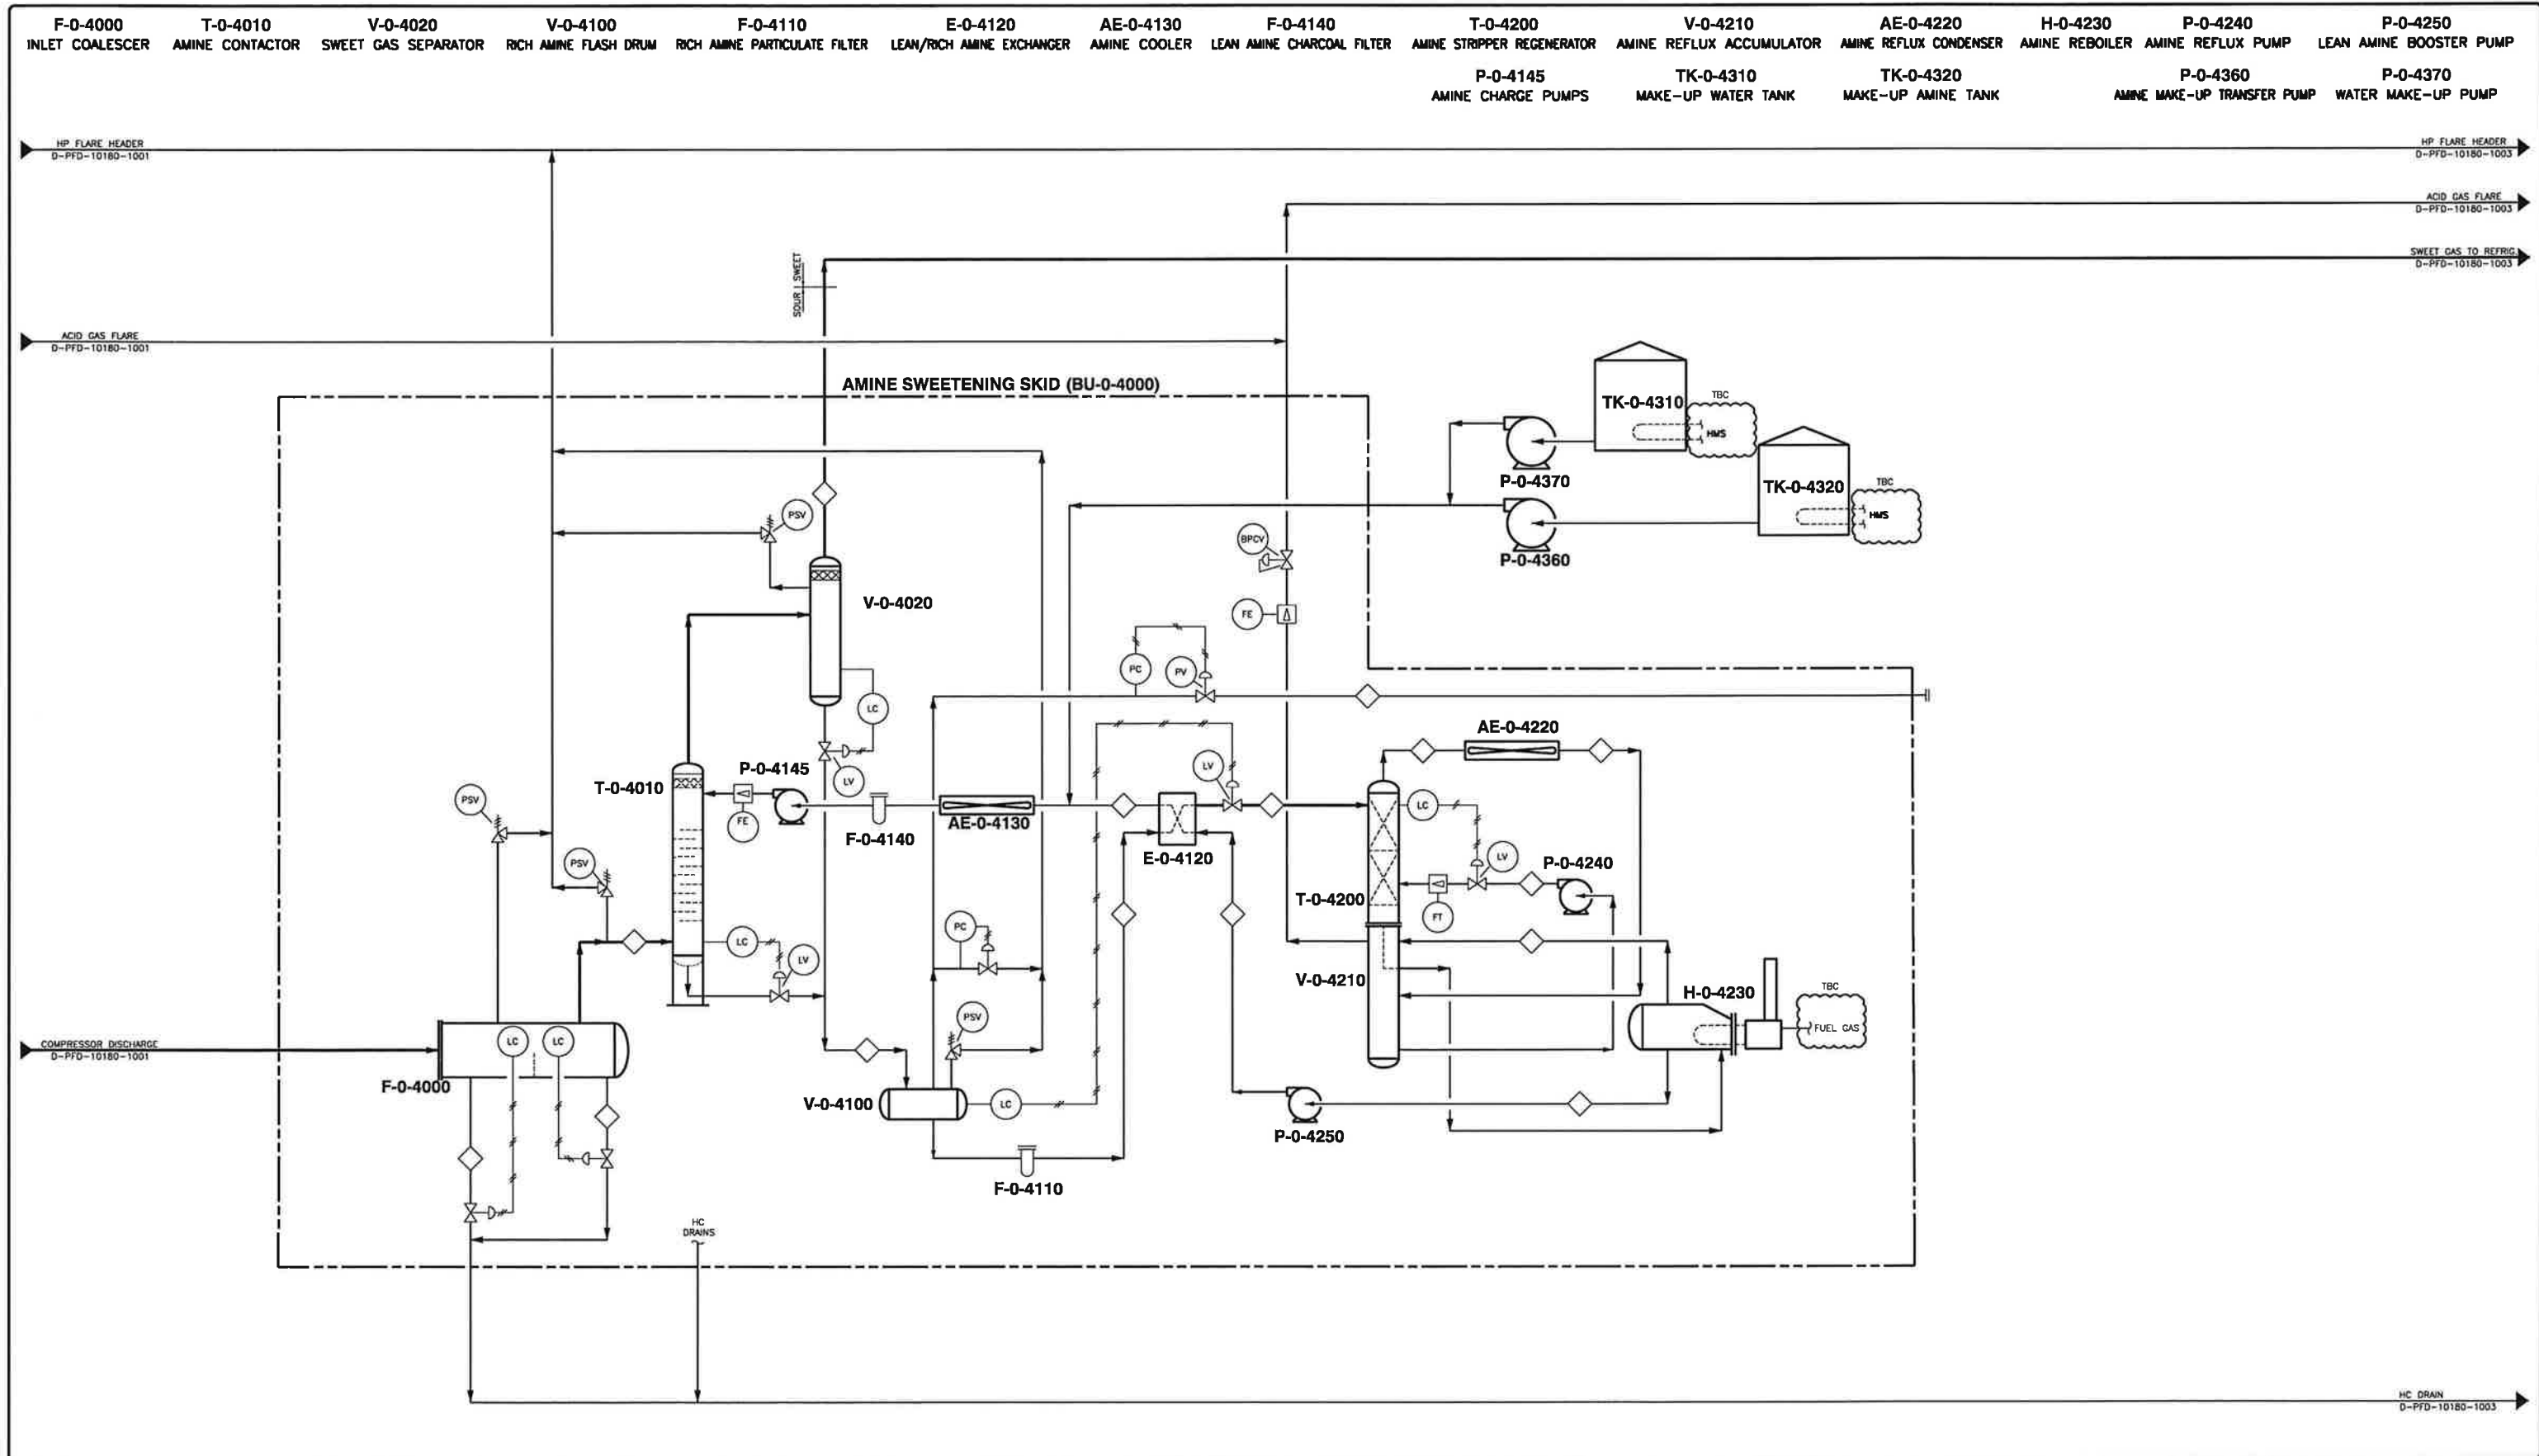 F-0-4000 T-0-4010 V-0-4020 V-0-4100 F-0-4110 E-0-4120 AE-0-4130 F-0-4140 T-0-4200 V-0-4210 AE-0-4220 H-0-4230 P-0-4240 P-0-4250
INLET COALESCER AMINE CONTACTOR SWEET GAS SEPARATOR RICH AMINE FLASH DRUM RICH AMINE PARTICULATE FILTER LEAN/RICH AMINE EXCHANGER AMINE COOLER LEAN AMINE CHARCOAL FILTER AMINE STRIPPER REGENERATOR AMINE REFLUX ACCUMULATOR AMINE REFLUX CONDENSER AMINE REBOILER AMINE REFLUX PUMP LEAN AMINE BOOSTER PUMP
P-0-4145 TK-0-4310 TK-0-4320 P-0-4360 P-0-4370
AMINE CHARGE PUMPS MAKE-UP WATER TANK MAKE-UP AMINE TANK AMINE MAKE-UP TRANSFER PUMP WATER MAKE-UP PUMP
HP FLARE HEADER
D-PFD-10180-1001
HP FLARE HEADER
D-PFD-10180-1003
ACID GAS FLARE
D-PFD-10180-1003
SWEET GAS TO REFRIG.
D-PFD-10180-1003
SOUR | SWEET
ACID GAS FLARE
D-PFD-10180-1001
AMINE SWEETENING SKID (BU-0-4000)
TK-0-4310
TBC
HMS
P-0-4370
TK-0-4320
TBC
HMS
P-0-4360
PSV
BPCV
V-0-4020
FE
PC
PV
LC
AE-0-4220
LV
P-0-4145
T-0-4010
FE
F-0-4140
AE-0-4130
LV
E-0-4120
LC
LV
P-0-4240
T-0-4200
FT
PSV
PSV
PC
LC
LV
V-0-4210
H-0-4230
TBC
FUEL GAS
COMPRESSOR DISCHARGE
D-PFD-10180-1001
LC
LC
F-0-4000
PSV
V-0-4100
LC
P-0-4250
F-0-4110
HC
DRAINS
HC DRAIN
D-PFD-10180-1003